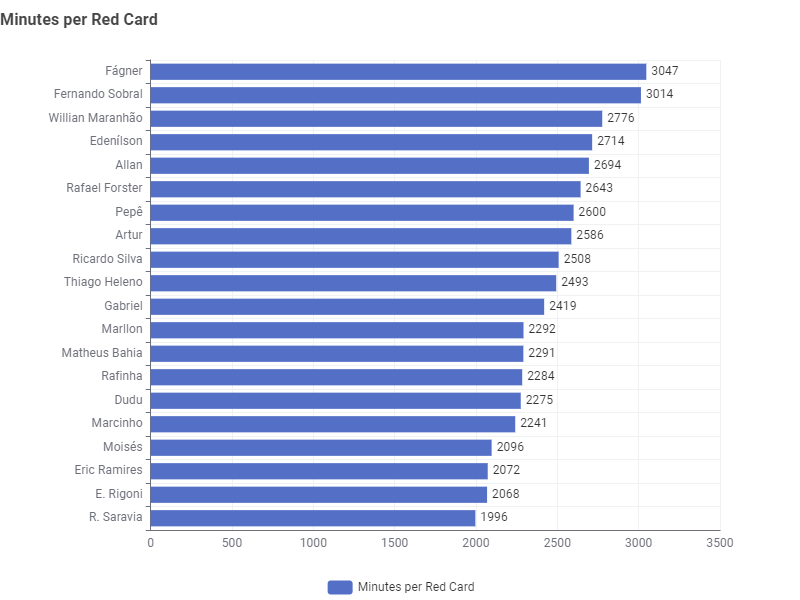 Minutes per Red Card
Fágner 3047
Fernando Sobral 3014
Willian Maranhão 2776
Edenílson 2714
Allan 2694
Rafael Forster 2643
Pepê 2600
Artur 2586
Ricardo Silva 2508
Thiago Heleno 2493
Gabriel 2419
Marllon 2292
Matheus Bahia 2291
Rafinha 2284
Dudu 2275
Marcinho 2241
Moisés 2096
Eric Ramires 2072
E. Rigoni 2068
R. Saravia 1996
0 500 1000 1500 2000 2500 3000 3500
Minutes per Red Card